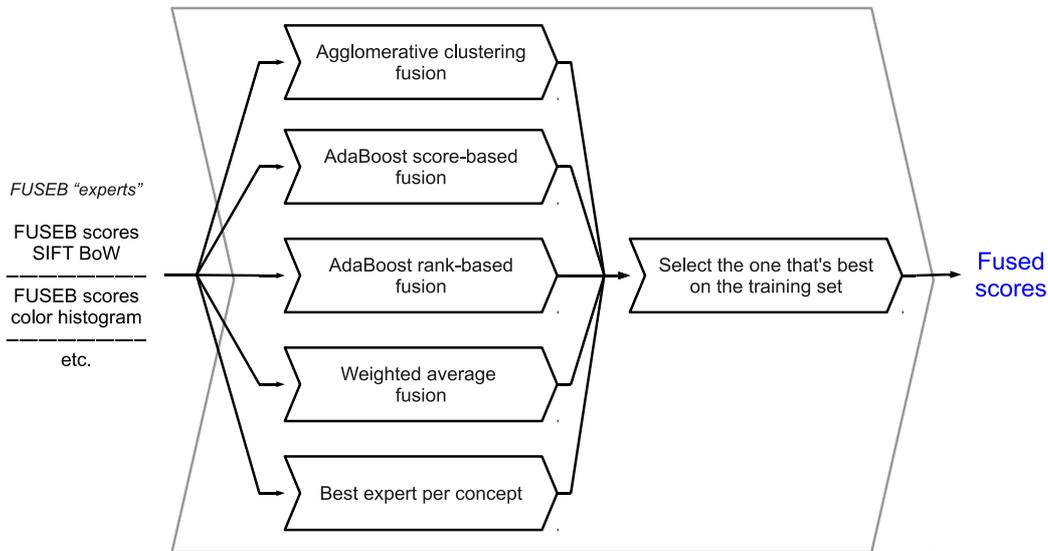 FUSEB “experts”
FUSEB scores
SIFT BoW
FUSEB scores
color histogram
etc.
Agglomerative clustering
fusion
AdaBoost score-based
fusion
AdaBoost rank-based
fusion
Weighted average
fusion
Best expert per concept
Select the one that's best
on the training set
Fused
scores